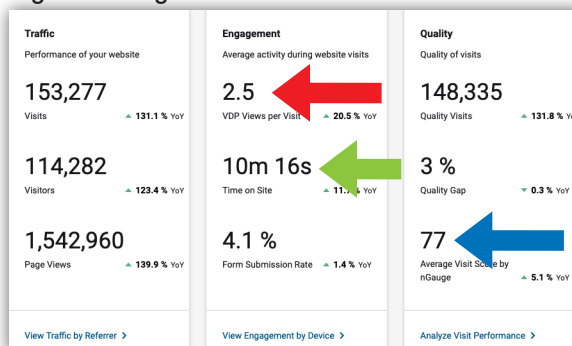 Traffic
Performance of your website
153,277
Visits ▲ 131.1 % YoY
114,282
Visitors ▲ 123.4 % YoY
1,542,960
Page Views ▲ 139.9 % YoY
View Traffic by Referrer >
Engagement
Average activity during website visits
2.5
VDP Views per Visit ▲ 20.5 % YoY
10m 16s
Time on Site ▲ % YoY
4.1 %
Form Submission Rate ▲ 1.4 % YoY
View Engagement by Device >
Quality
Quality of visits
148,335
Quality Visits ▲ 131.8 %
3 %
Quality Gap ▼ 0.3 % YoY
77
Average Visit Score by
nGauge ▲ 5.1 % YoY
Analyze Visit Performance >